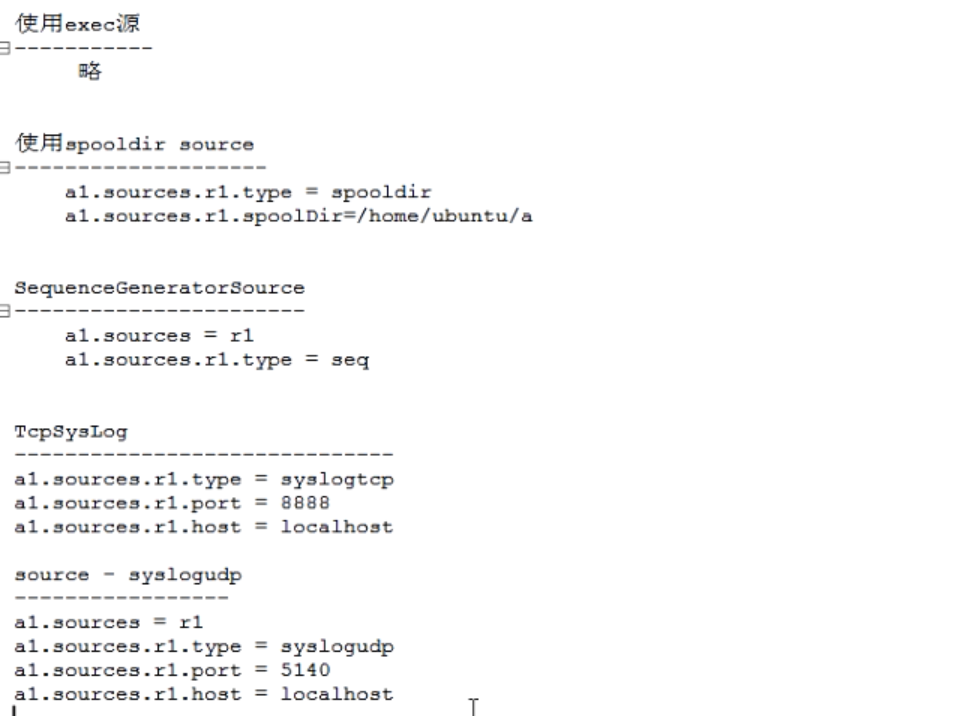 使用exec源
-----------
略
使用spooldir source
--------------------
a1.sources.r1.type = spooldir
a1.sources.r1.spoolDir=/home/ubuntu/a
SequenceGeneratorSource
-----------------------
a1.sources = r1
a1.sources.r1.type = seq
TcpSysLog
------------------------------
a1.sources.r1.type = syslogtcp
a1.sources.r1.port = 8888
a1.sources.r1.host = localhost
source - syslogudp
-----------------
a1.sources = r1
a1.sources.r1.type = syslogudp
a1.sources.r1.port = 5140
a1.sources.r1.host = localhost